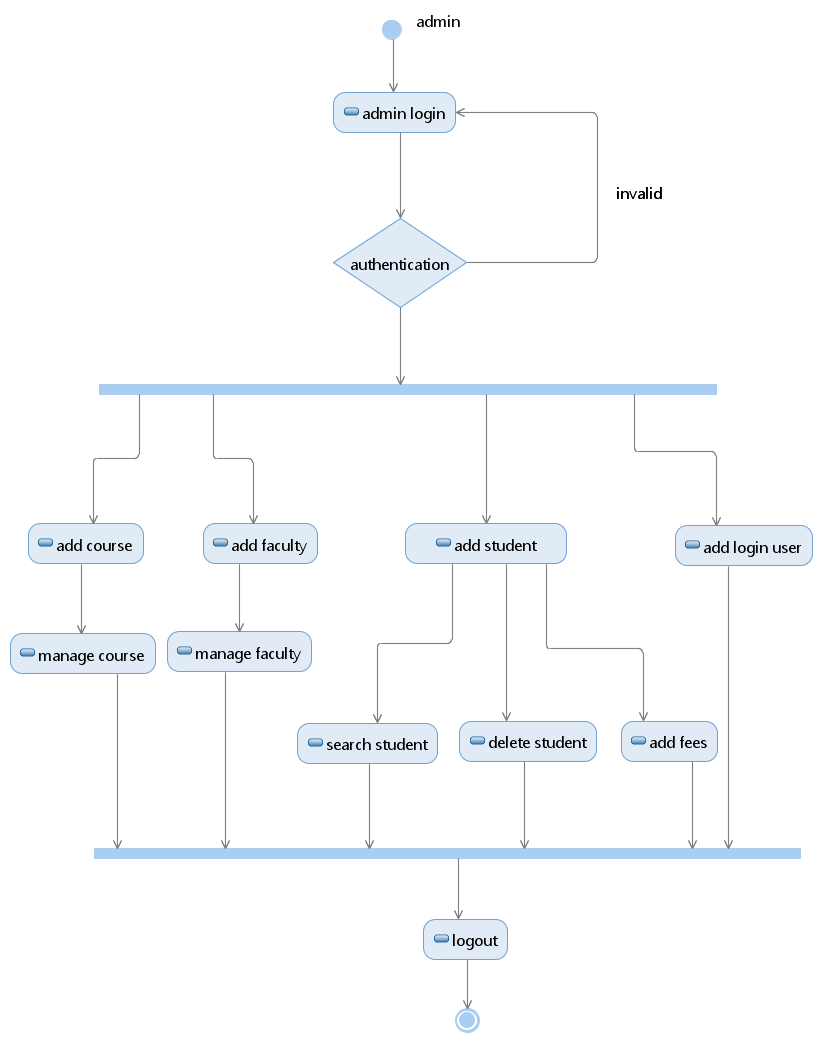 admin
admin login
invalid
authentication
add course
add faculty
add student
add login user
manage course
manage faculty
search student
delete student
add fees
logout